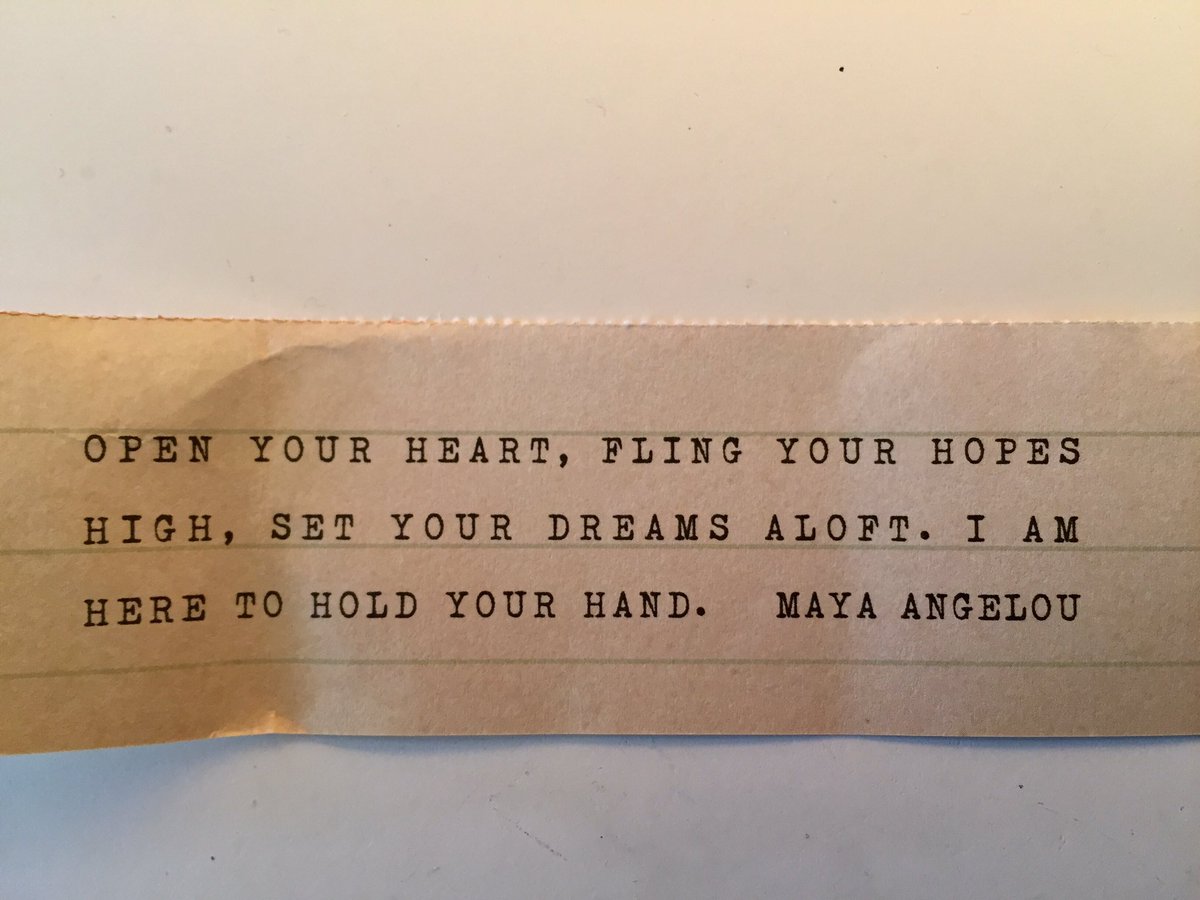 OPEN YOUR HEART, FLING YOUR HOPES
HIGH, SET YOUR DREAMS ALOFT. I AM
HERE TO HOLD YOUR HAND.   MAYA ANGELOU